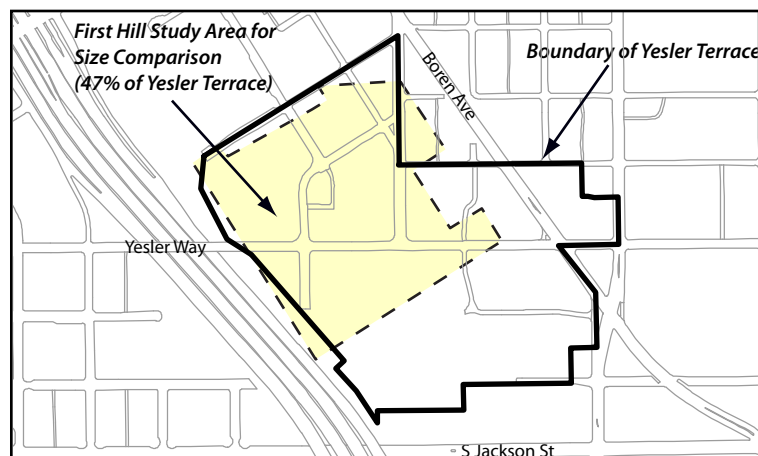 First Hill Study Area for
Size Comparison
(47% of Yesler Terrace)
Boundary of Yesler Terrace
Boren Ave
Yesler Way
S Jackson St